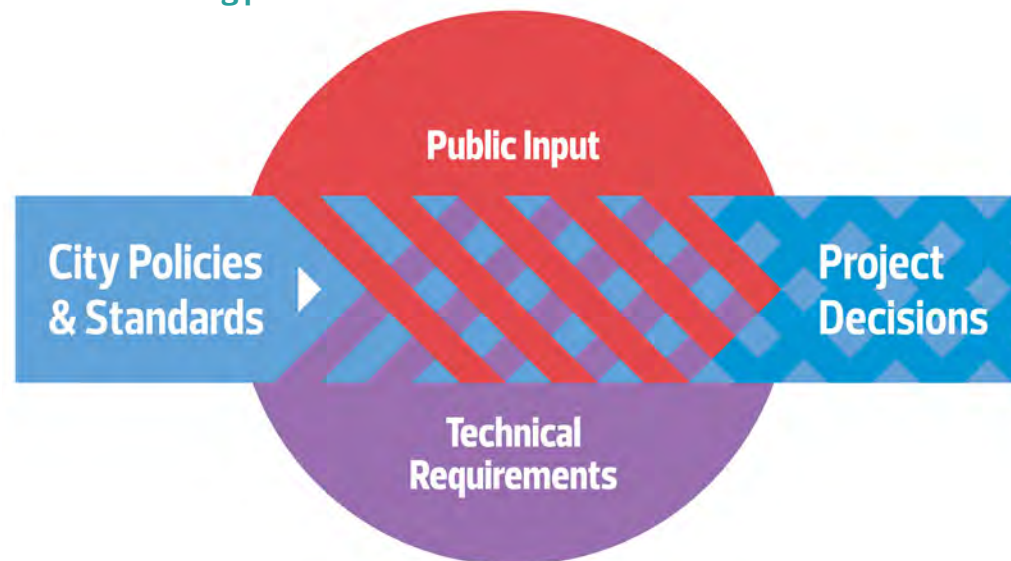 Public Input
City Policies
& Standards
Project
Decisions
Technical
Requirements